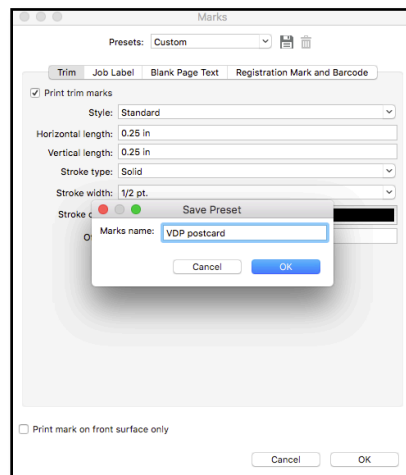 Marks
Presets: Custom
Trim Job Label Blank Page Text Registration Mark and Barcode
Print trim marks
Style: Standard
Horizontal length: 0.25 in
Vertical length: 0.25 in
Stroke type: Solid
Stroke width: 1/2 pt.
Stroke
Save Preset
Marks name: VDP postcard
Cancel OK
Print mark on front surface only
Cancel OK